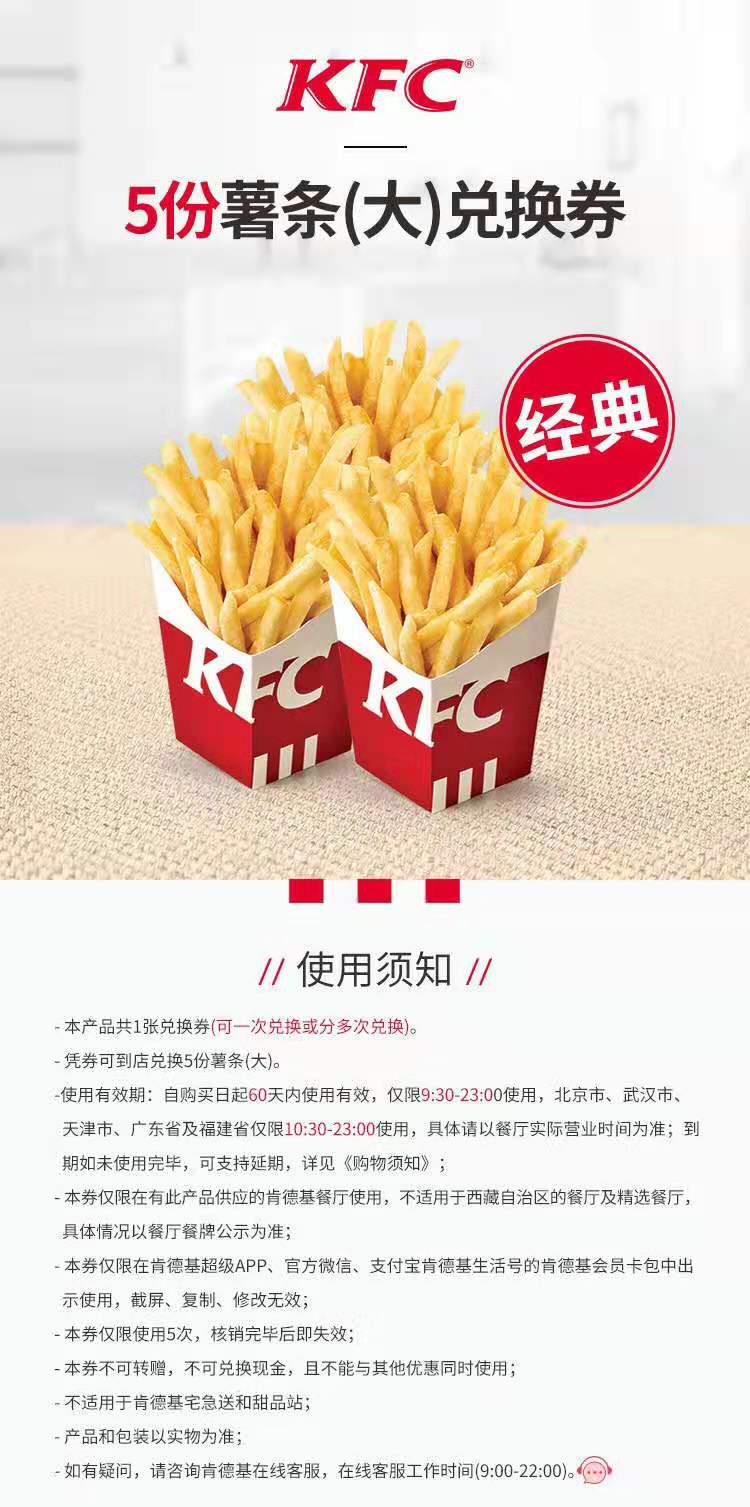 KFC®
5份薯条(大)兑换券
经典
KFC
KFC
// 使用须知 //
- 本产品共1张兑换券(可一次兑换或分多次兑换)。
- 凭券可到店兑换5份薯条(大)。
-使用有效期：自购买日起60天内使用有效，仅限9:30-23:00使用，北京市、武汉市、
天津市、广东省及福建省仅限10:30-23:00使用，具体请以餐厅实际营业时间为准；到
期如未使用完毕，可支持延期，详见《购物须知》；
- 本券仅限在有此产品供应的肯德基餐厅使用，不适用于西藏自治区的餐厅及精选餐厅，
具体情况以餐厅餐牌公示为准；
- 本券仅限在肯德基超级APP、官方微信、支付宝肯德基生活号的肯德基会员卡包中出
示使用，截屏、复制、修改无效；
- 本券仅限使用5次，核销完毕后即失效；
- 本券不可转赠，不可兑换现金，且不能与其他优惠同时使用；
- 不适用于肯德基宅急送和甜品站；
- 产品和包装以实物为准；
- 如有疑问，请咨询肯德基在线客服，在线客服工作时间(9:00-22:00)。